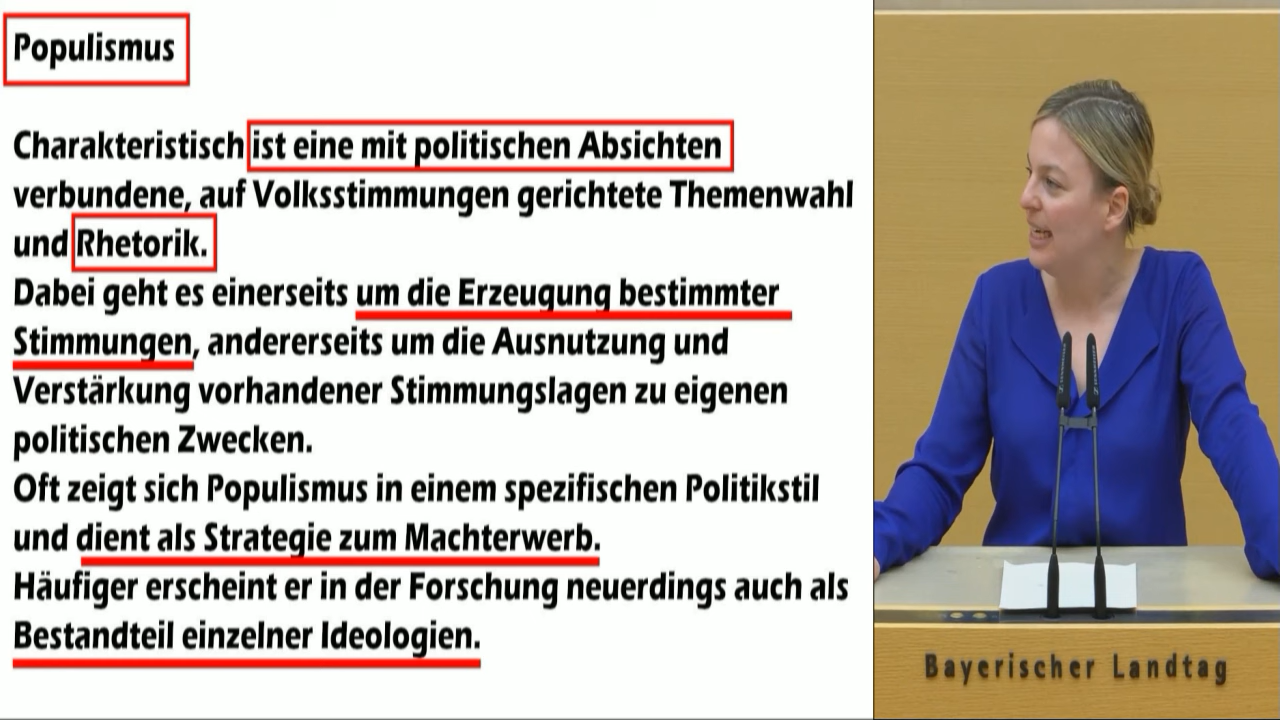 Populismus
Charakteristisch ist eine mit politischen Absichten
verbundene, auf Volksstimmungen gerichtete Themenwahl
und Rhetorik.
Dabei geht es einerseits um die Erzeugung bestimmter
Stimmungen, andererseits um die Ausnutzung und
Verstärkung vorhandener Stimmungslagen zu eigenen
politischen Zwecken.
Oft zeigt sich Populismus in einem spezifischen Politikstil
und dient als Strategie zum Machterwerb.
Häufiger erscheint er in der Forschung neuerdings auch als
Bestandteil einzelner Ideologien.
Bayerischer Landtag